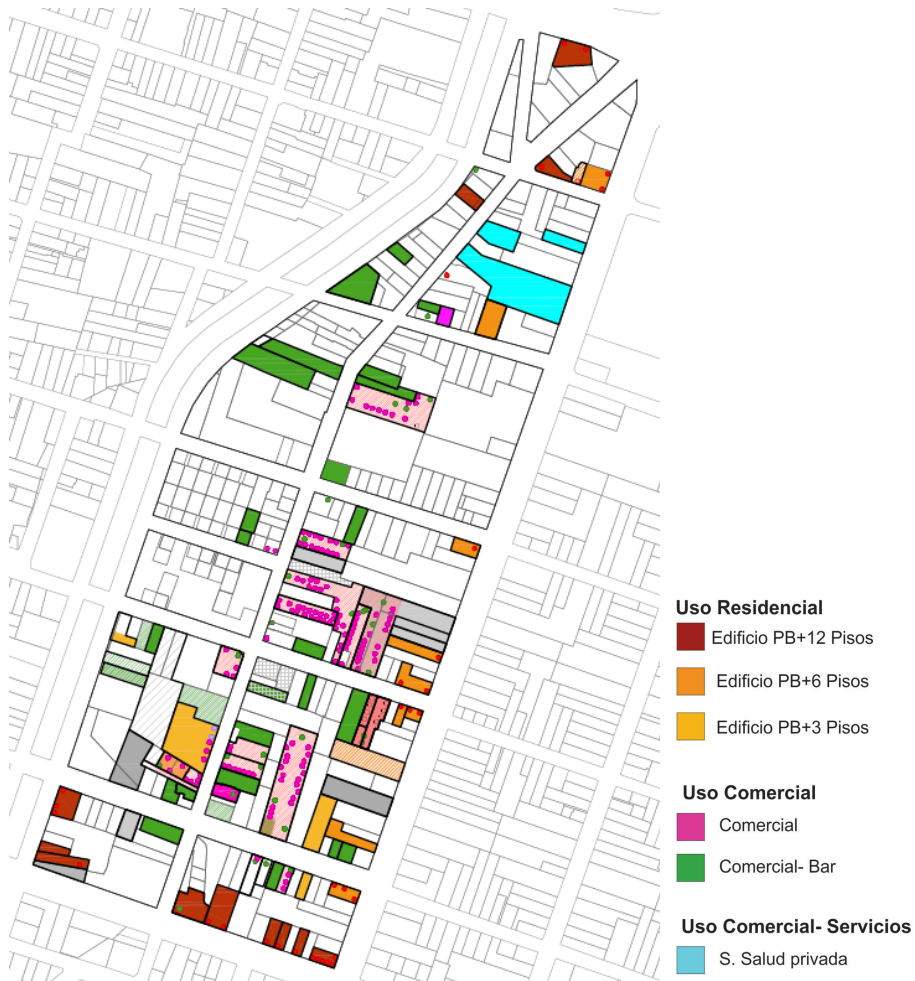 Uso Residencial
Edificio PB+12 Pisos
Edificio PB+6 Pisos
Edificio PB+3 Pisos
Uso Comercial
Comercial
Comercial- Bar
Uso Comercial- Servicios
S. Salud privada